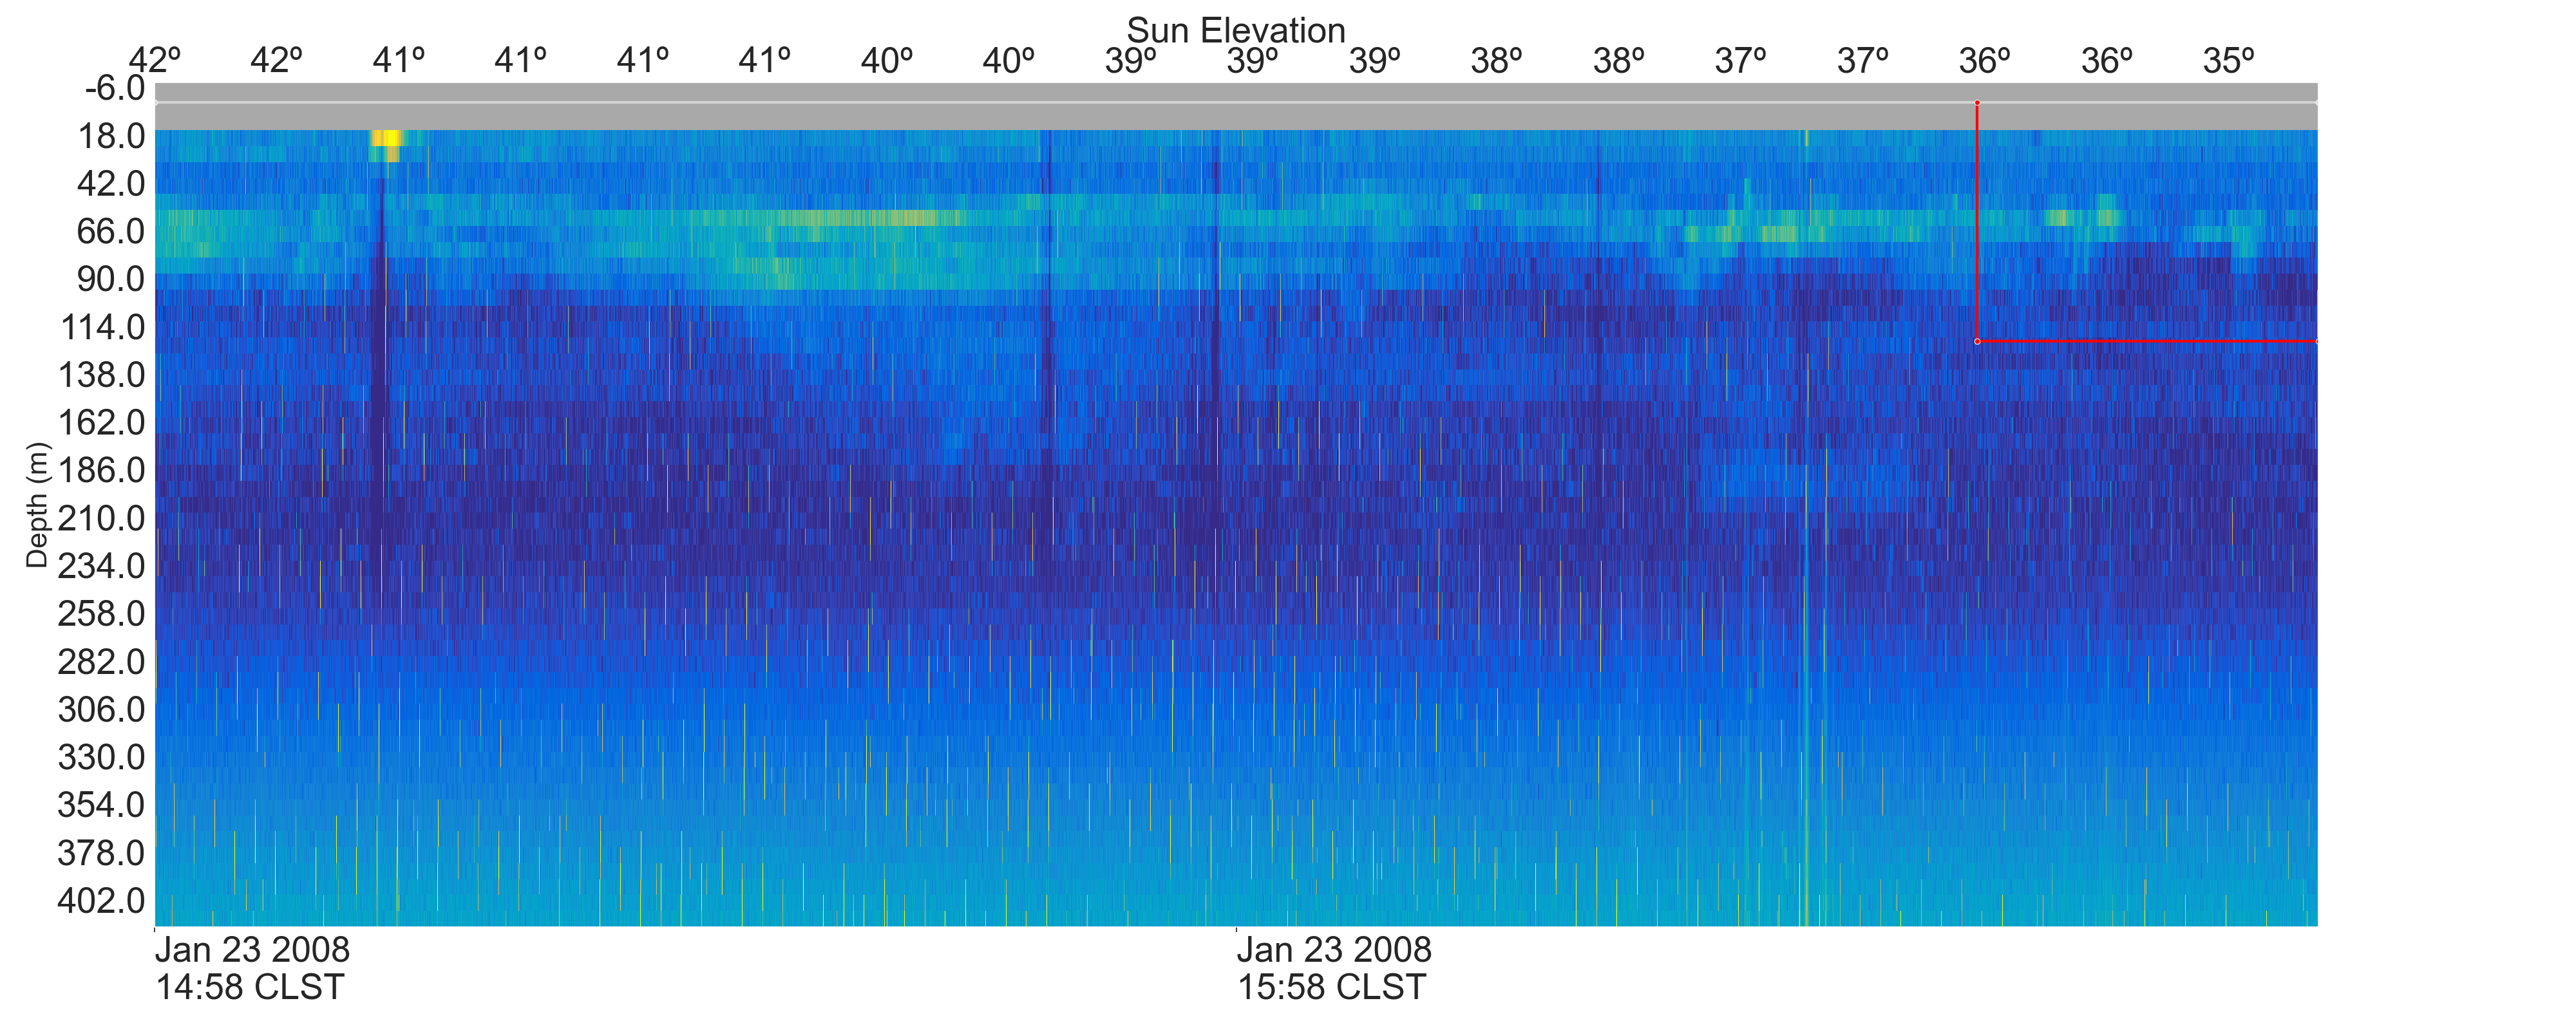 Sun Elevation
42º 42º 41º 41º 41º 41º 40º 40º 39º 39º 39º 38º 38º 37º 37º 36º 36º 35º
-6.0
18.0
42.0
66.0
90.0
114.0
138.0
162.0
186.0
210.0
234.0
258.0
282.0
306.0
330.0
354.0
378.0
402.0
Depth (m)
Jan 23 2008
14:58 CLST
Jan 23 2008
15:58 CLST